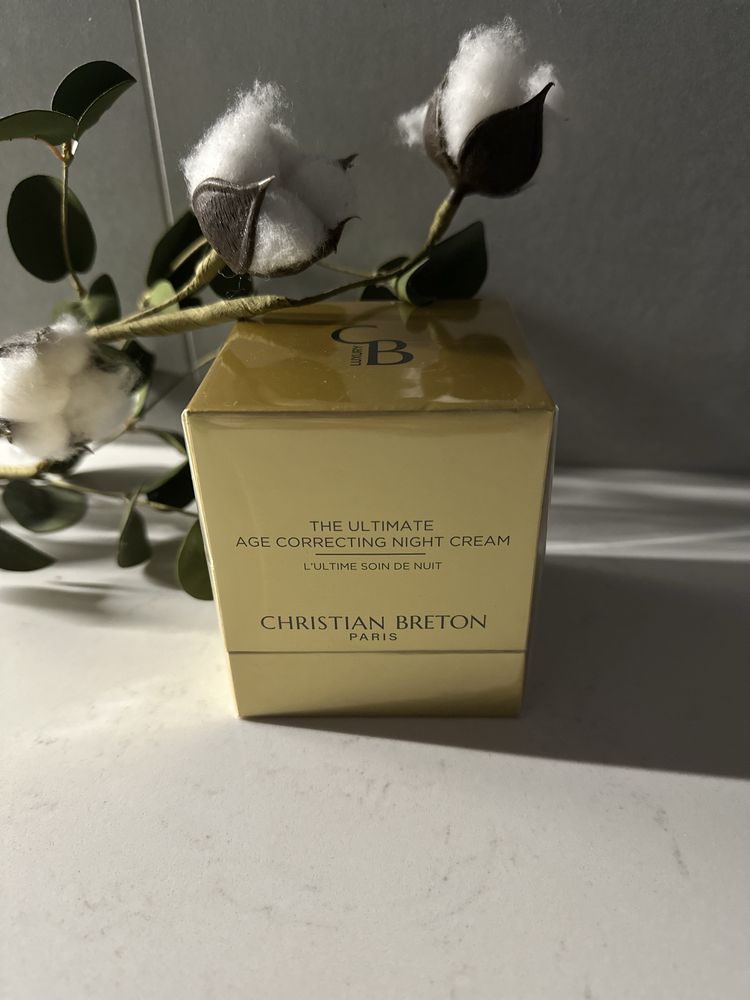 CB
LUXURY
THE ULTIMATE
AGE CORRECTING NIGHT CREAM
L'ULTIME SOIN DE NUIT
CHRISTIAN BRETON
PARIS